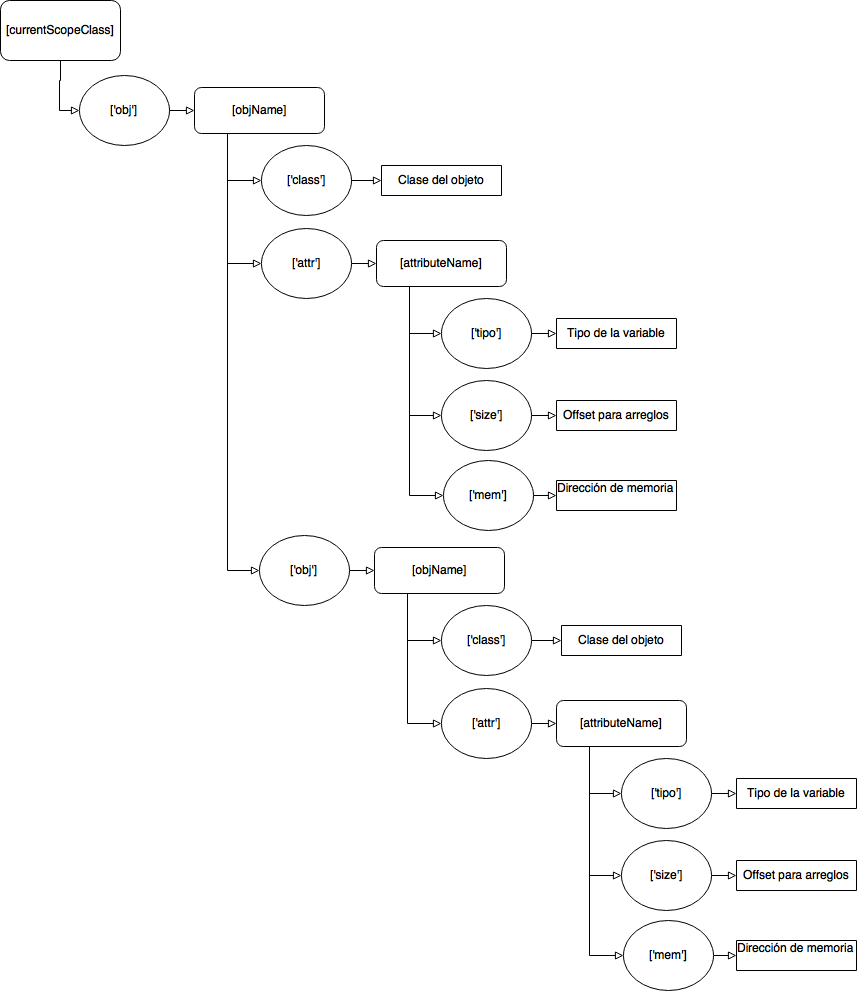 [currentScopeClass]
['obj']
[objName]
['class']
Clase del objeto
['attr']
[attributeName]
['tipo']
Tipo de la variable
['size']
Offset para arreglos
['mem']
Dirección de memoria
['obj']
[objName]
['class']
Clase del objeto
['attr']
[attributeName]
['tipo']
Tipo de la variable
['size']
Offset para arreglos
['mem']
Dirección de memoria